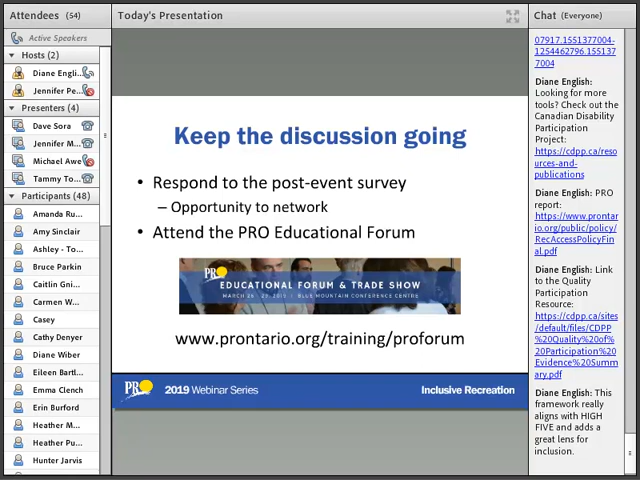 Attendees (54)
Active Speakers
Hosts (2)
Diane Engli...
Jennifer Pe...
Presenters (4)
Dave Sora
Jennifer M...
Michael Awe
Tammy To...
Participants (48)
Amanda Ru...
Amy Sinclair
Ashley - To...
Bruce Parkin
Caitlin Gni...
Carmen W...
Casey
Cathy Denyer
Diane Wiber
Eileen Bartl...
Emma Clench
Erin Burford
Heather M...
Heather Pu...
Hunter Jarvis
Today's Presentation
Keep the discussion going
• Respond to the post-event survey
– Opportunity to network
• Attend the PRO Educational Forum
PRO
EDUCATIONAL FORUM & TRADE SHOW
2019 | BLUE MOUNTAIN CONFERENCE CENTRE
www.prontario.org/training/proforum
PRO
2019 Webinar Series
Inclusive Recreation
Chat (Everyone)
07917.1551377004-
1254462796.155137
7004
Diane English:
Looking for more
tools? Check out the
Canadian Disability
Participation
Project:
https://cdpp.ca/reso
urces-and-
publications
Diane English: PRO
report:
https://www.prontar
io.org/public/policy/
RecAccessPolicyFin
al.pdf
Diane English: Link
to the Quality
Participation
Resource:
https://cdpp.ca/sites
/default/files/CDPP
%20Quality%20of%
20Participation%20
Evidence%20Summ
ary.pdf
Diane English: This
framework really
aligns with HIGH
FIVE and adds a
great lens for
inclusion.